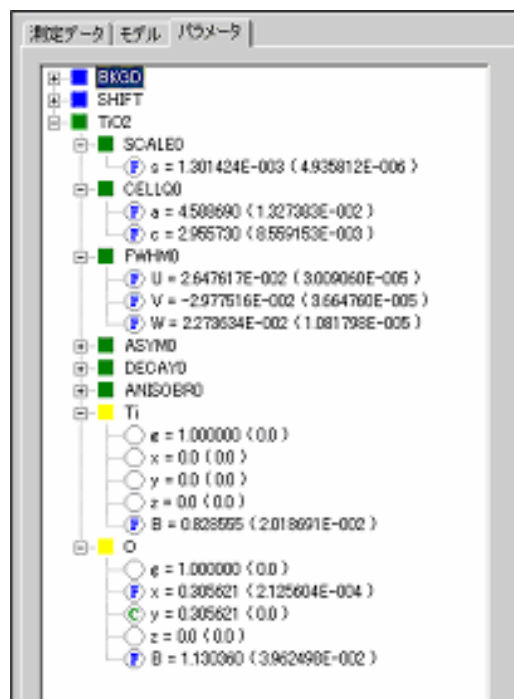 測定データ モデル パラメータ
BKGD
SHIFT
TiO2
SCALE0
F s = 1.301424E-003 ( 4.935812E-006 )
CELLQ0
F a = 4.588690 ( 1.327383E-002 )
F c = 2.955730 ( 8.559153E-003 )
FWHM0
F U = 2.647617E-002 ( 3.009060E-005 )
F V = -2.977516E-002 ( 3.664760E-005 )
F W = 2.273634E-002 ( 1.081798E-005 )
ASYM0
DECAY0
ANISOBR0
Ti
g = 1.000000 ( 0.0 )
x = 0.0 ( 0.0 )
y = 0.0 ( 0.0 )
z = 0.0 ( 0.0 )
F B = 0.828555 ( 2.018691E-002 )
O
g = 1.000000 ( 0.0 )
F x = 0.305621 ( 2.125604E-004 )
C y = 0.305621 ( 0.0 )
z = 0.0 ( 0.0 )
F B = 1.130360 ( 3.962498E-002 )